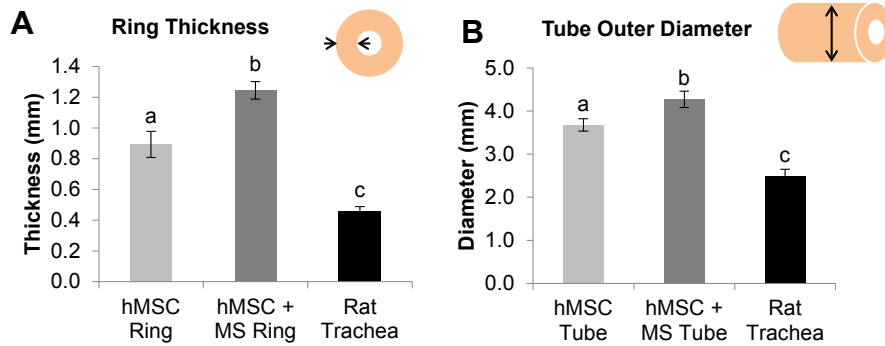 A
Ring Thickness
Thickness (mm)
1.4
1.2
1.0
0.8
0.6
0.4
0.2
0.0
a
b
c
hMSC
Ring
hMSC +
MS Ring
Rat
Trachea
B
Tube Outer Diameter
Diameter (mm)
5.0
4.0
3.0
2.0
1.0
0.0
a
b
c
hMSC
Tube
hMSC +
MS Tube
Rat
Trachea